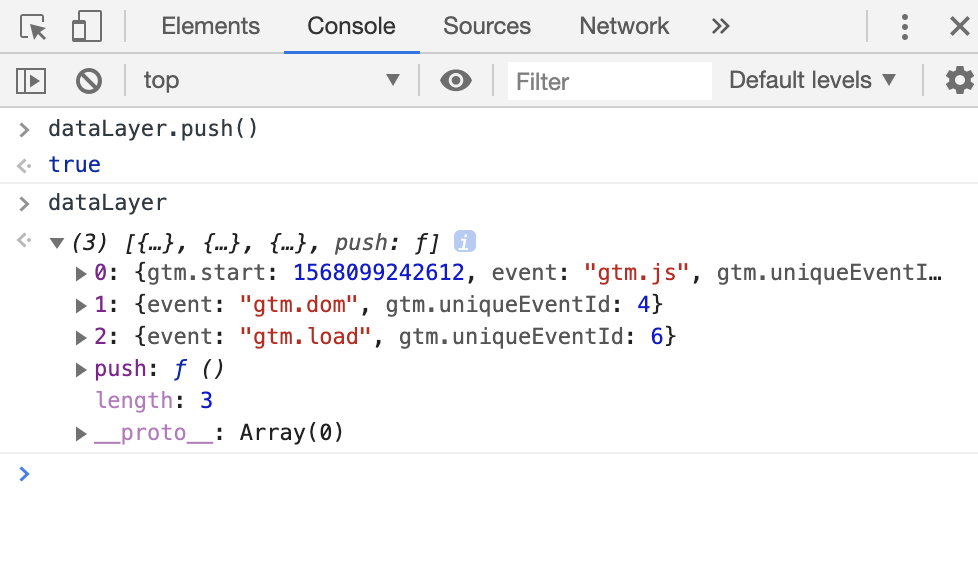 Elements Console Sources Network »
top Filter Default levels
> dataLayer.push()
true
> dataLayer
(3) [{…}, {…}, {…}, push: ƒ] i
0: {gtm.start: 1568099242612, event: "gtm.js", gtm.uniqueEventI…
1: {event: "gtm.dom", gtm.uniqueEventId: 4}
2: {event: "gtm.load", gtm.uniqueEventId: 6}
push: ƒ ()
length: 3
__proto__: Array(0)
>